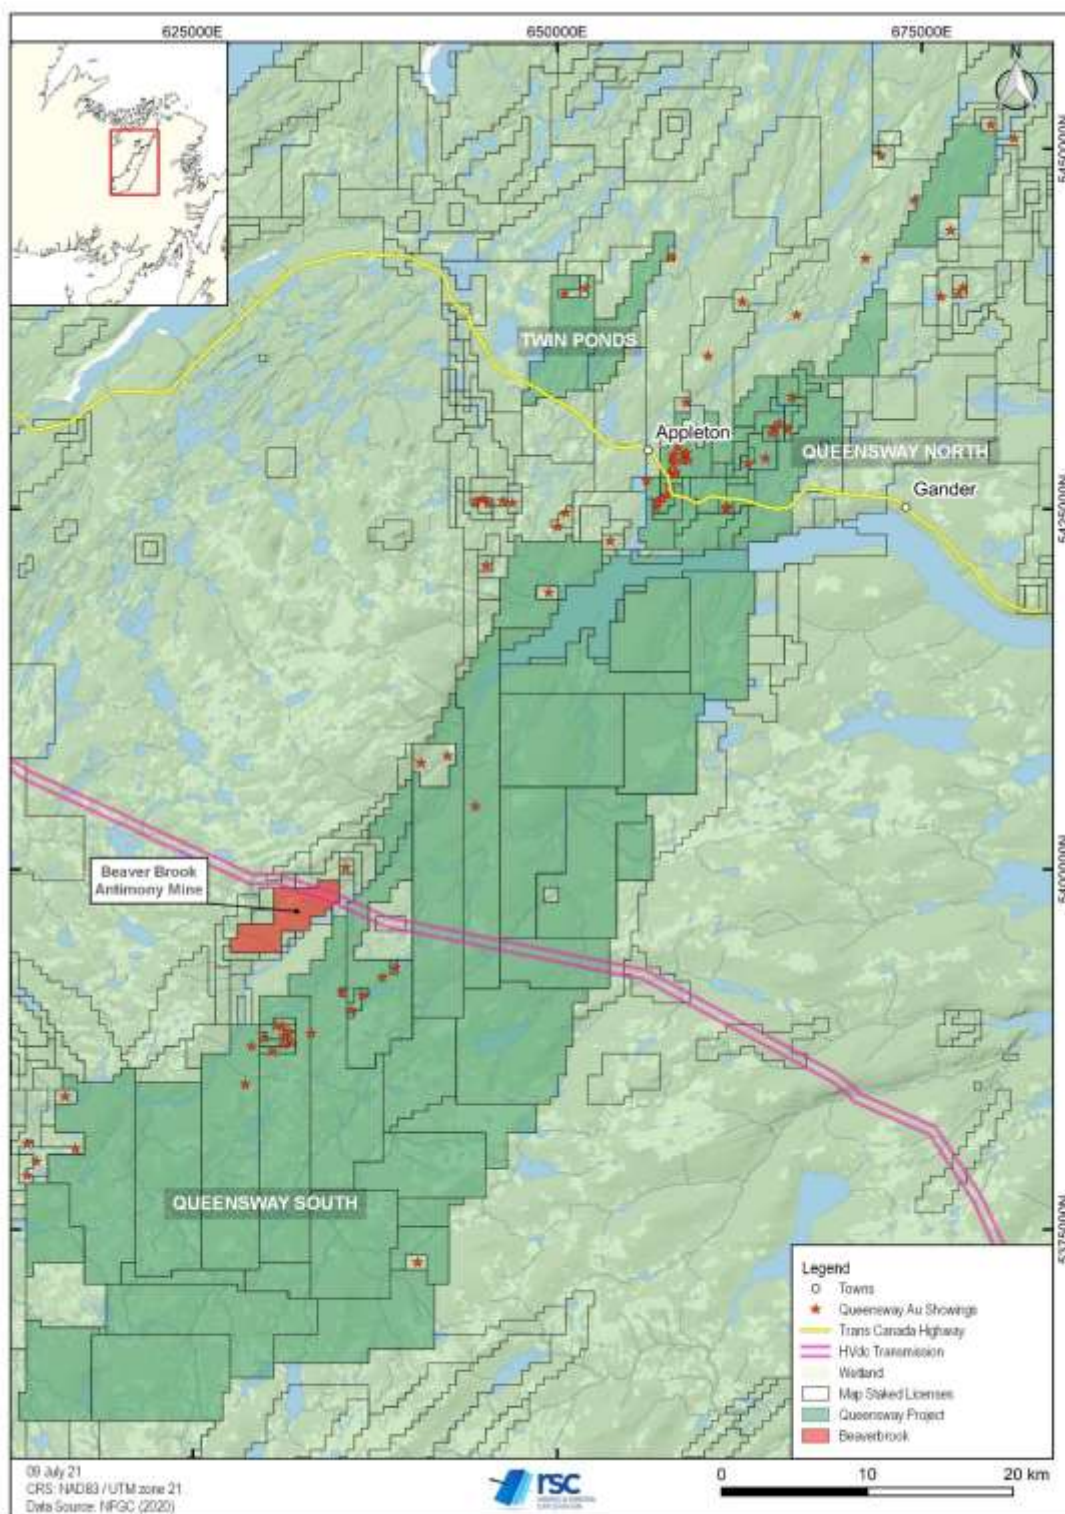 625000E 650000E 675000E
N
5450000N
TWIN PONDS
Appleton
QUEENSWAY NORTH
Gander
5425000N
Beaver Brook
Antimony Mine
5400000N
QUEENSWAY SOUTH
5375000N
Legend
Towns
Queensway Au Showings
Trans Canada Highway
HVdc Transmission
Wetland
Map Staked Licenses
Queensway Project
Beaverbrook
09 July 21
CRS: NAD83 / UTM zone 21
Data Source: NFGC (2020)
rsc
0 10 20 km